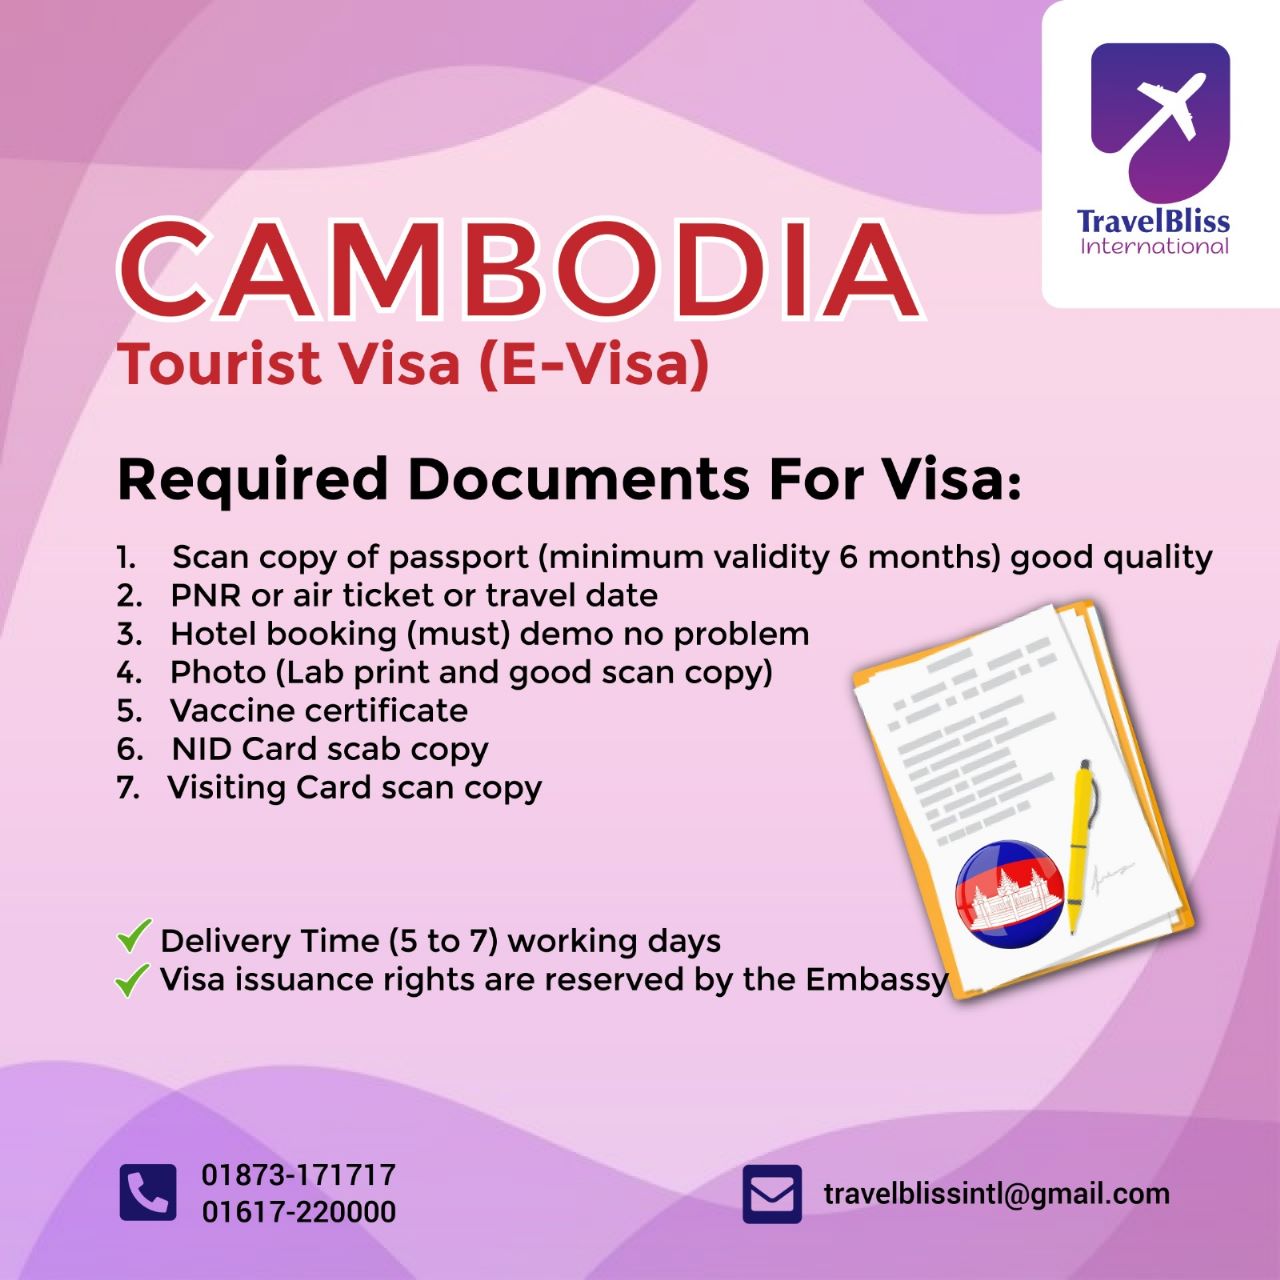 TravelBliss
International
CAMBODIA
Tourist Visa (E-Visa)
Required Documents For Visa:
1. Scan copy of passport (minimum validity 6 months) good quality
2. PNR or air ticket or travel date
3. Hotel booking (must) demo no problem
4. Photo (Lab print and good scan copy)
5. Vaccine certificate
6. NID Card scab copy
7. Visiting Card scan copy
Delivery Time (5 to 7) working days
Visa issuance rights are reserved by the Embassy
01873-171717
01617-220000
travelblissintl@gmail.com